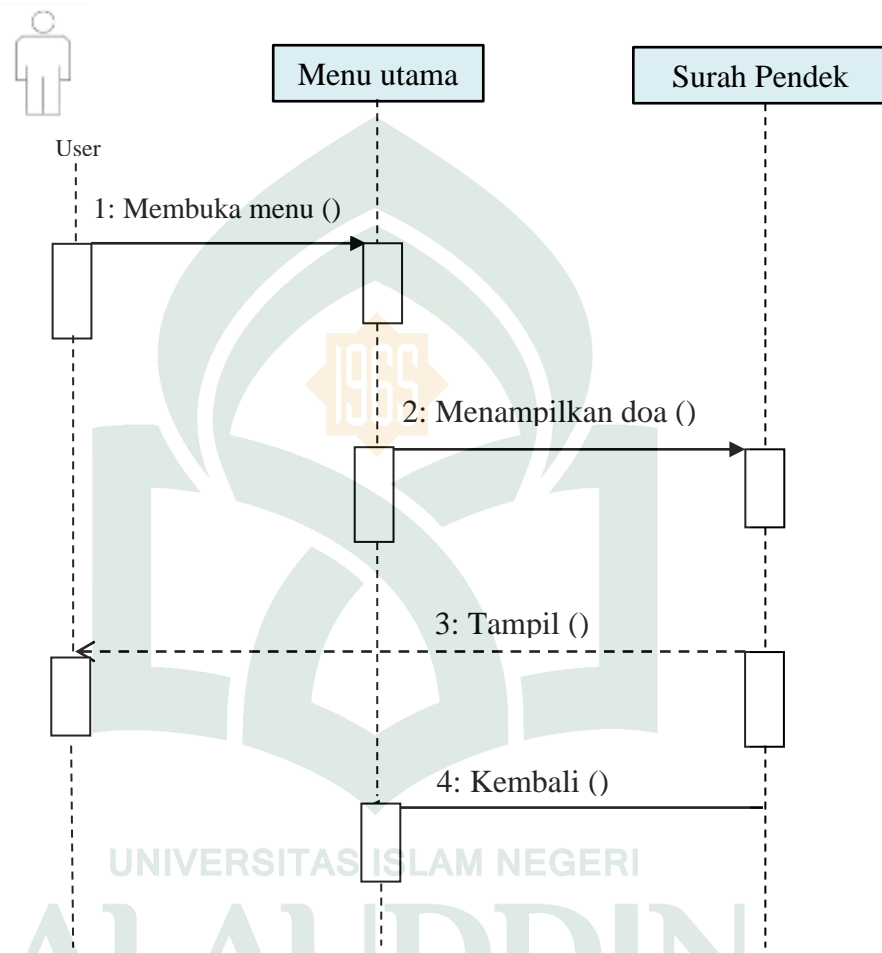 Menu utama
Surah Pendek
User
1: Membuka menu ()
1965
2: Menampilkan doa ()
3: Tampil ()
4: Kembali ()
UNIVERSITAS ISLAM NEGERI
ALAUDDIN